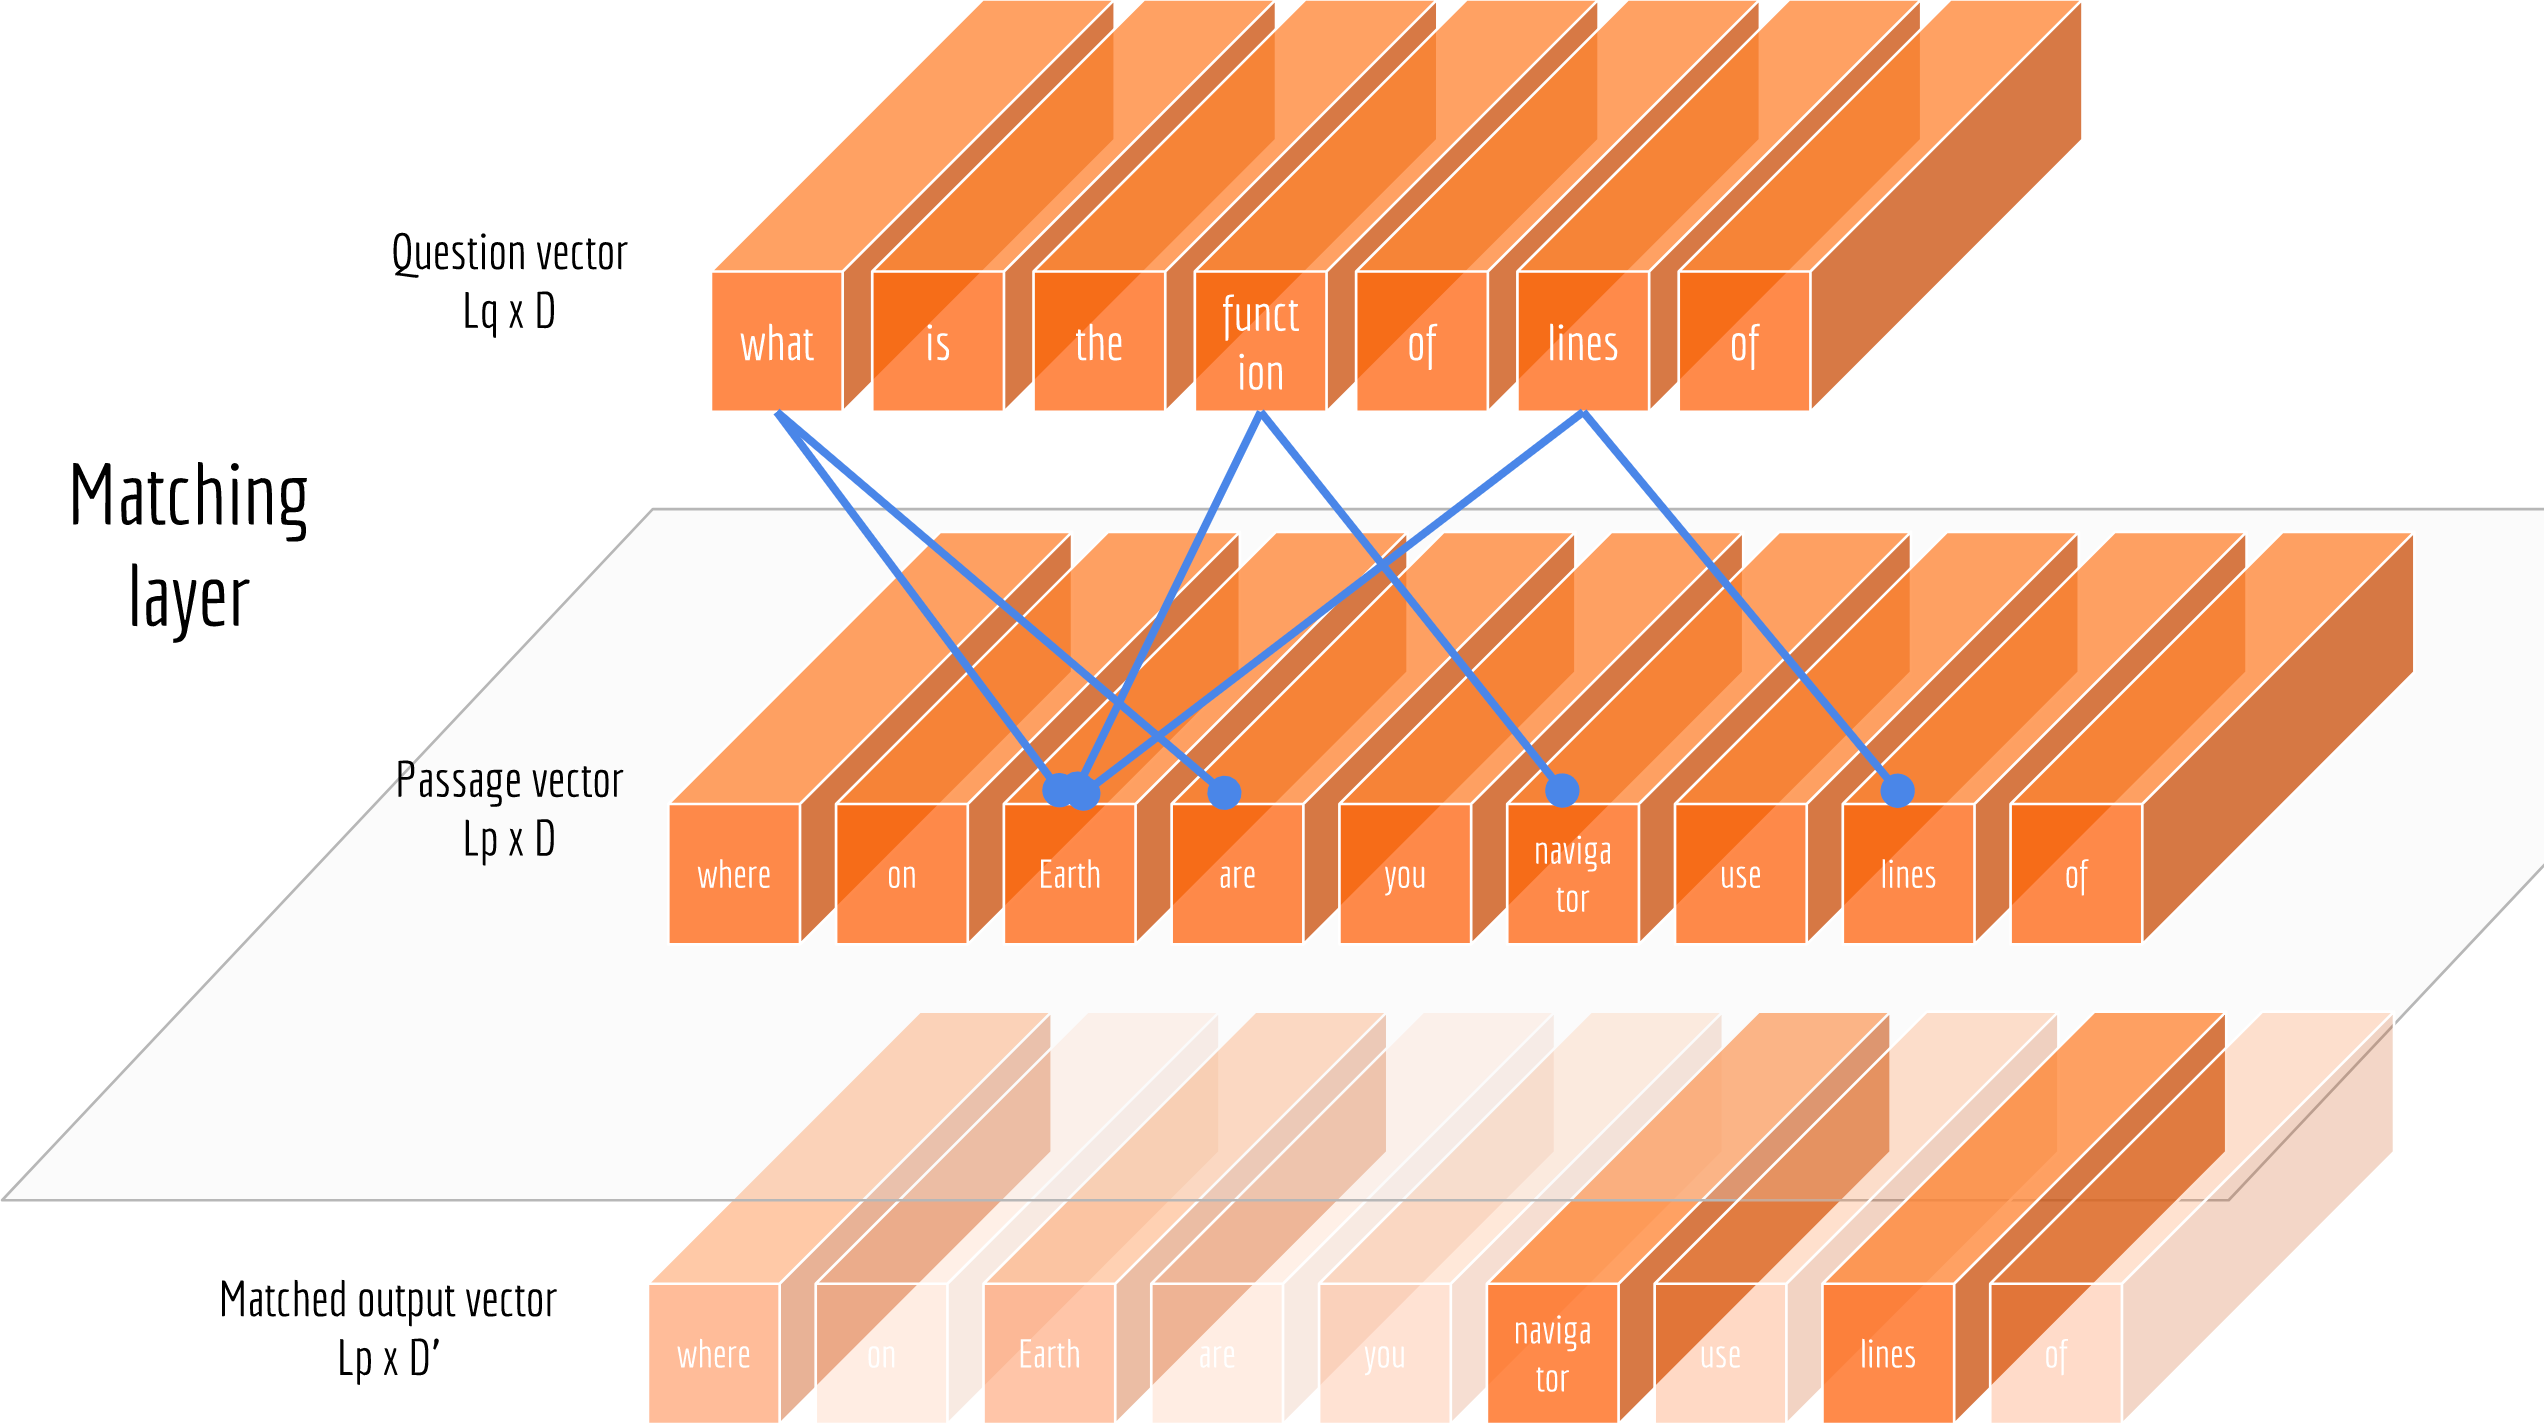 Question vector
Lq x D
what is the funct
ion of lines of
Matching
layer
Passage vector
Lp x D
where on Earth are you naviga
tor use lines of
Matched output vector
Lp x D'
where on Earth are you naviga
tor use lines of